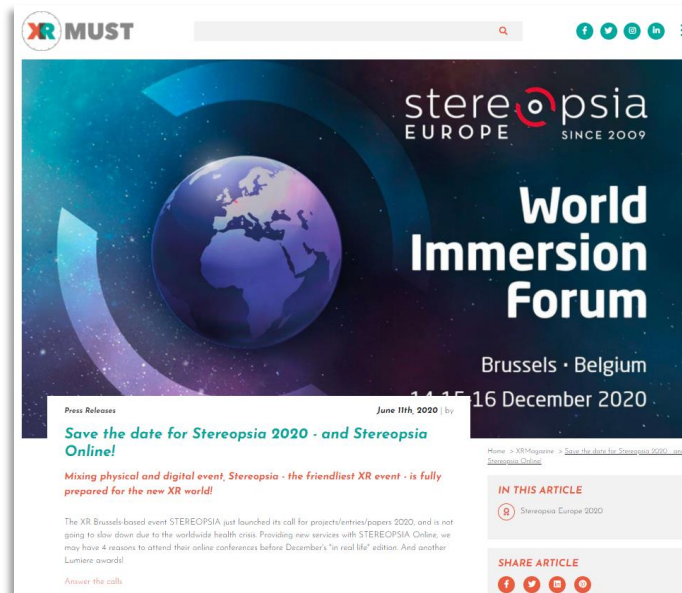 XR MUST
stereopsia
EUROPE SINCE 2009
World
Immersion
Forum
Brussels • Belgium
14-15-16 December 2020
Press Releases June 11th, 2020 | by
Save the date for Stereopsia 2020 - and Stereopsia
Online!
Mixing physical and digital event, Stereopsia - the friendliest XR event - is fully
prepared for the new XR world!
The XR Brussels-based event STEREOPSIA just launched its call for projects/entries/papers 2020, and is not
going to slow down due to the worldwide health crisis. Providing new services with STEREOPSIA Online, we
may have 4 reasons to attend their online conferences before December's "in real life" edition. And another
Lumiere awards!
Answer the calls
Home > XRMagazine > Save the date for Stereopsia 2020 - and
Stereopsia Online!
IN THIS ARTICLE
Stereopsia Europe 2020
SHARE ARTICLE